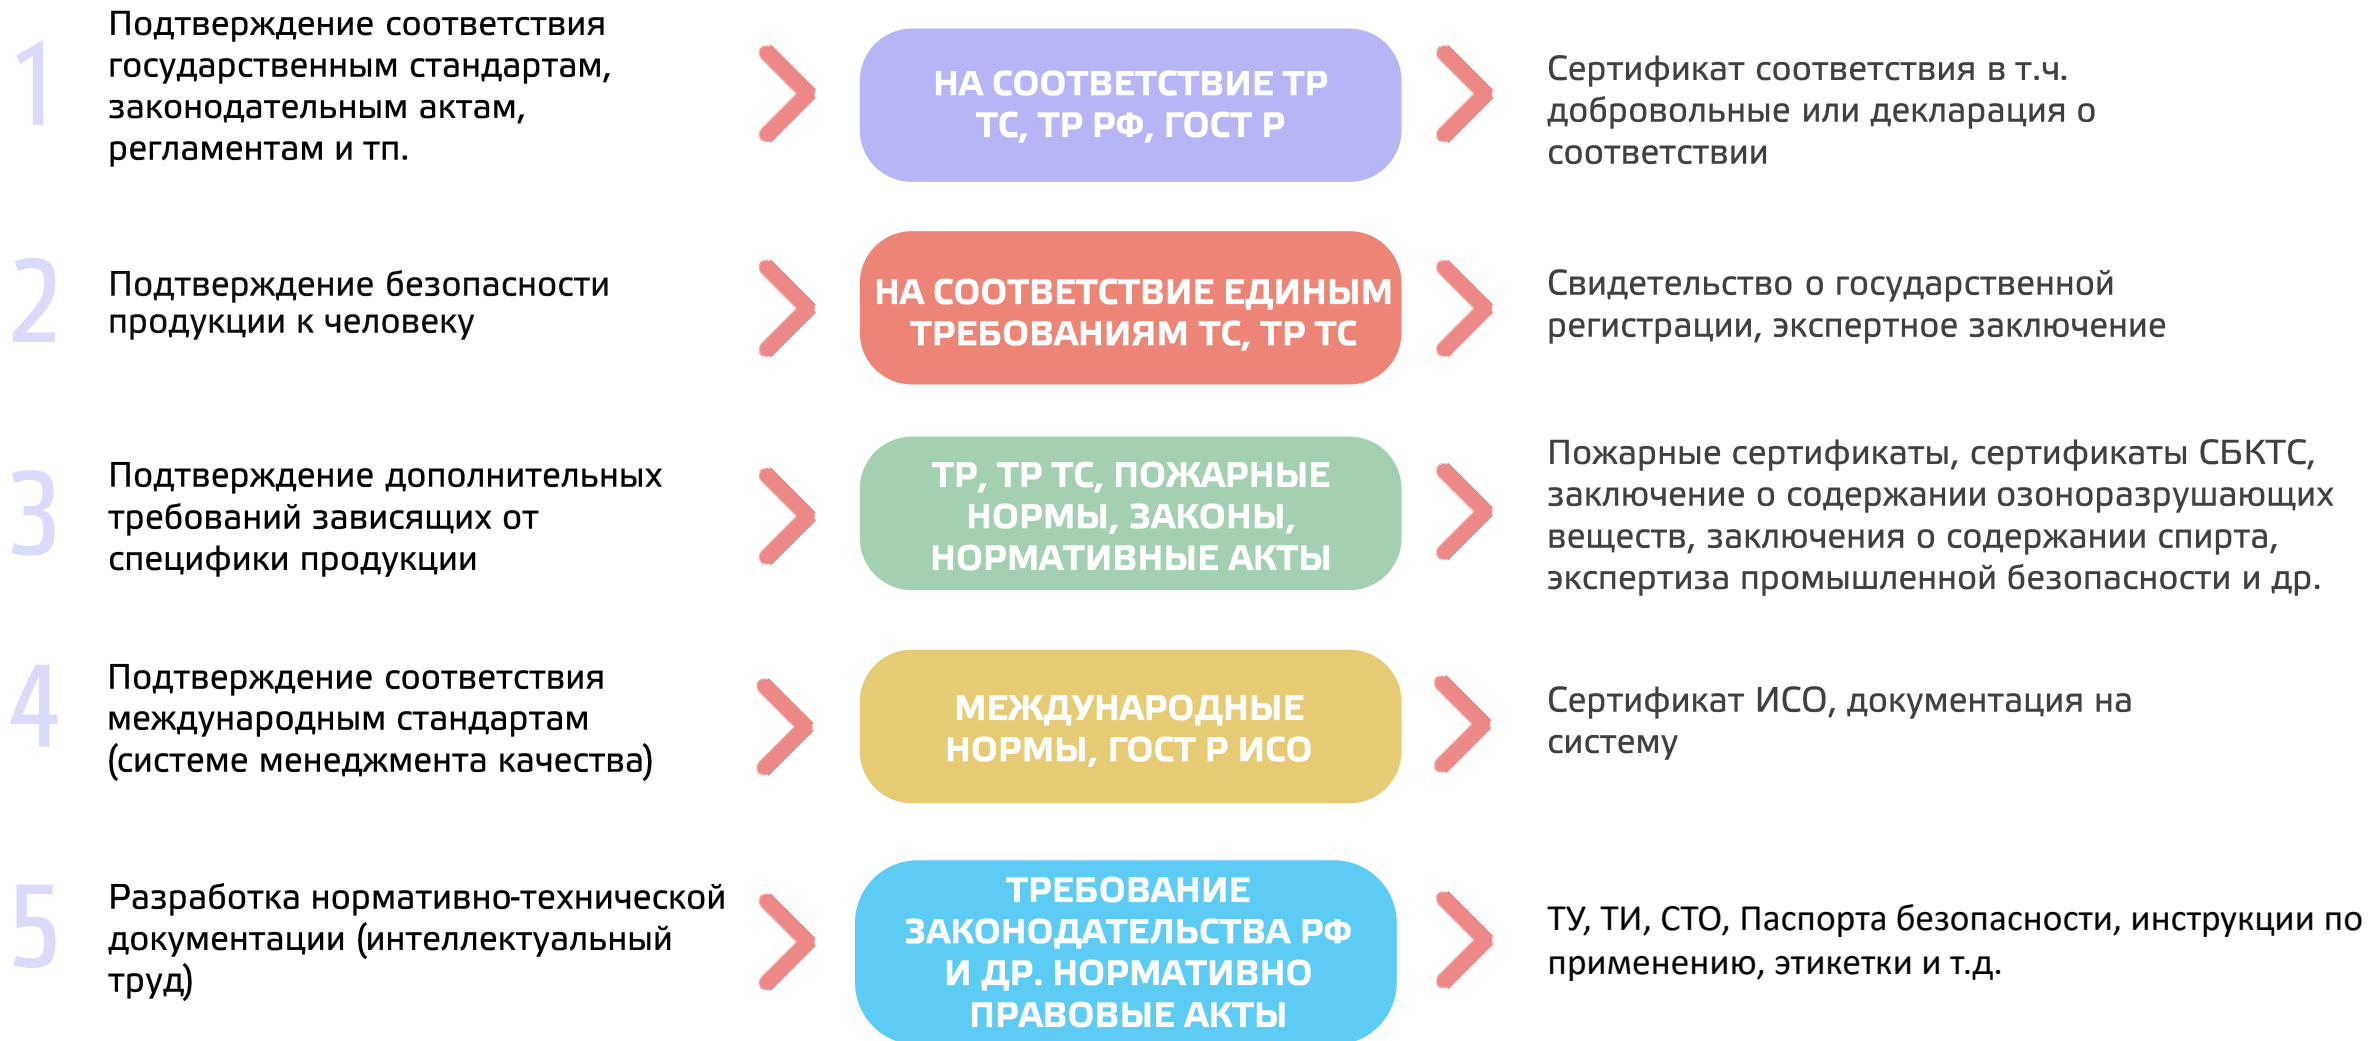 1
Подтверждение соответствия
государственным стандартам,
законодательным актам,
регламентам и тп.
НА СООТВЕТСТВИЕ ТР
ТС, ТР РФ, ГОСТ Р
Сертификат соответствия в т.ч.
добровольные или декларация о
соответствии
2
Подтверждение безопасности
продукции к человеку
НА СООТВЕТСТВИЕ ЕДИНЫМ
ТРЕБОВАНИЯМ ТС, ТР ТС
Свидетельство о государственной
регистрации, экспертное заключение
3
Подтверждение дополнительных
требований зависящих от
специфики продукции
ТР, ТР ТС, ПОЖАРНЫЕ
НОРМЫ, ЗАКОНЫ,
НОРМАТИВНЫЕ АКТЫ
Пожарные сертификаты, сертификаты СБКТС,
заключение о содержании озоноразрушающих
веществ, заключения о содержании спирта,
экспертиза промышленной безопасности и др.
4
Подтверждение соответствия
международным стандартам
(системе менеджмента качества)
МЕЖДУНАРОДНЫЕ
НОРМЫ, ГОСТ Р ИСО
Сертификат ИСО, документация на
систему
5
Разработка нормативно-технической
документации (интеллектуальный
труд)
ТРЕБОВАНИЕ
ЗАКОНОДАТЕЛЬСТВА РФ
И ДР. НОРМАТИВНО
ПРАВОВЫЕ АКТЫ
ТУ, ТИ, СТО, Паспорта безопасности, инструкции по
применению, этикетки и т.д.